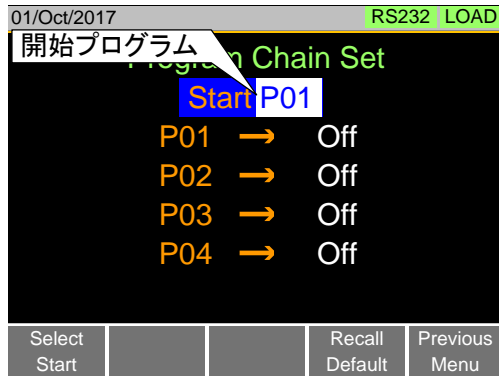 01/Oct/2017 RS232 LOAD
開始プログラム
Program Chain Set
Start P01
P01 → Off
P02 → Off
P03 → Off
P04 → Off
Select Start
Recall Default
Previous Menu